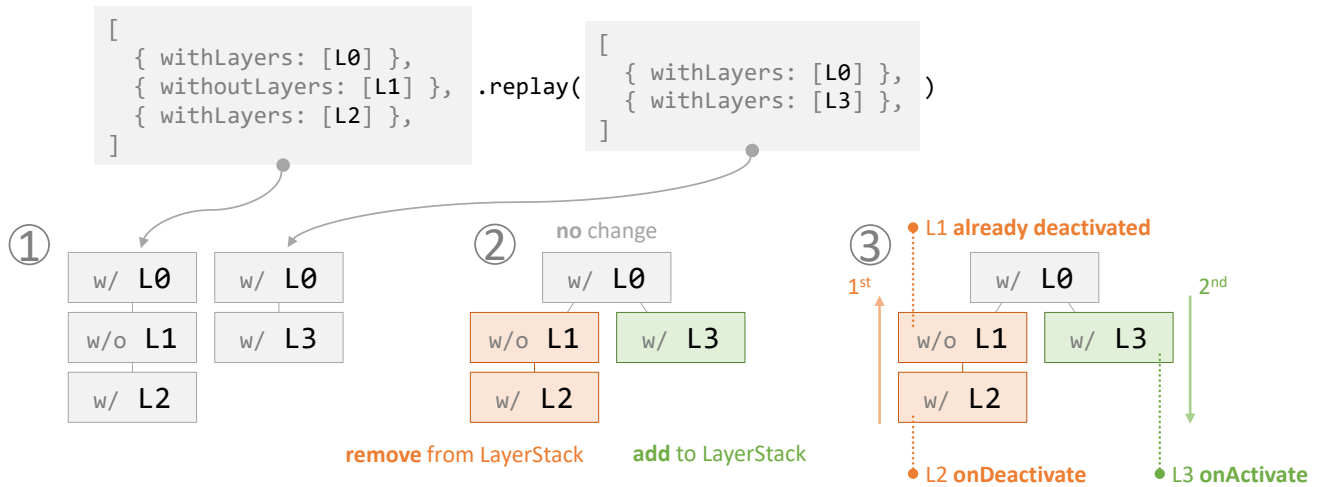 [
{ withLayers: [L0] },
{ withoutLayers: [L1] },
{ withLayers: [L2] },
]
.replay(
[
{ withLayers: [L0] },
{ withLayers: [L3] },
]
)
1
w/ L0
w/o L1
w/ L2
w/ L0
w/ L3
2
no change
w/ L0
w/o L1
w/ L3
w/ L2
remove from LayerStack
add to LayerStack
3
L1 already deactivated
1st
w/ L0
2nd
w/o L1
w/ L3
w/ L2
L2 onDeactivate
L3 onActivate